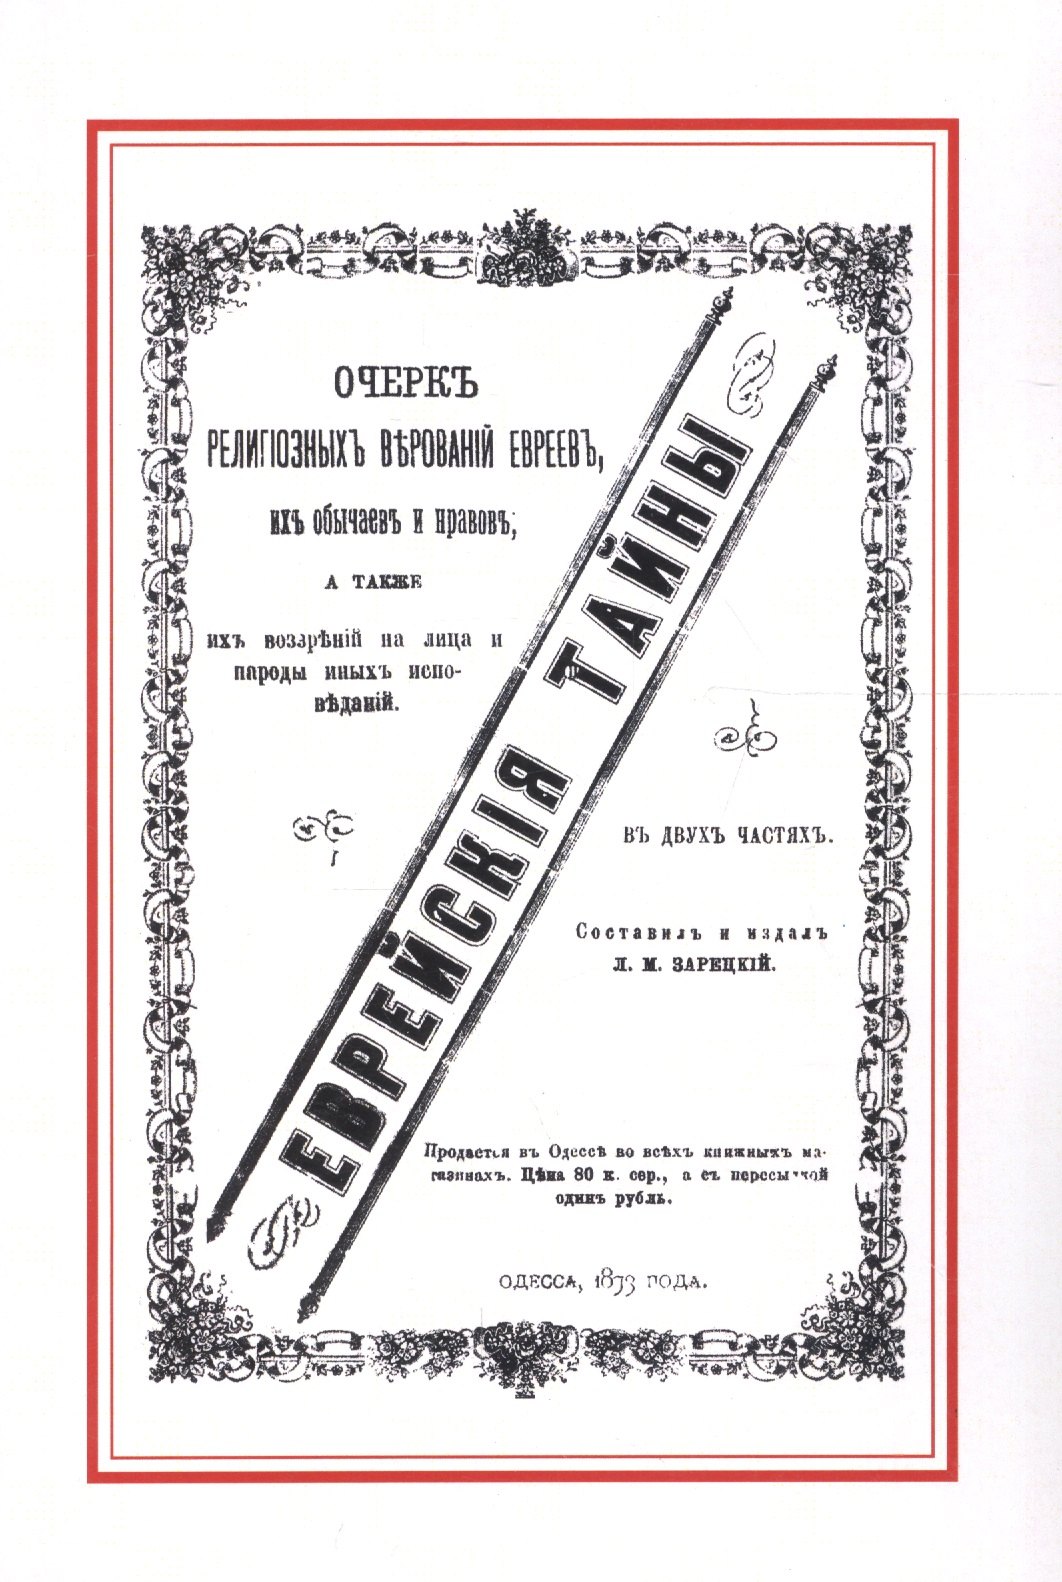 ОЧЕРКЪ
РЕЛИГІОЗНЫХЪ ВѢРОВАНІЙ ЕВРЕЕВЪ,
ихъ обычаевъ и нравовъ;
А ТАКЖЕ
ихъ воззрѣній на лица и
народы иныхъ испо-
вѣданій.
ЕВРЕЙСКІЯ ТАЙНЫ
ВЪ ДВУХЪ ЧАСТЯХЪ.
Составилъ и издалъ
Л. М. ЗАРЕЦКІЙ.
Продается въ Одессѣ во всѣхъ книжныхъ ма-
газинахъ. Цѣна 80 к. сер., а съ пересылкой
одинъ рубль.
ОДЕССА, 1873 ГОДА.